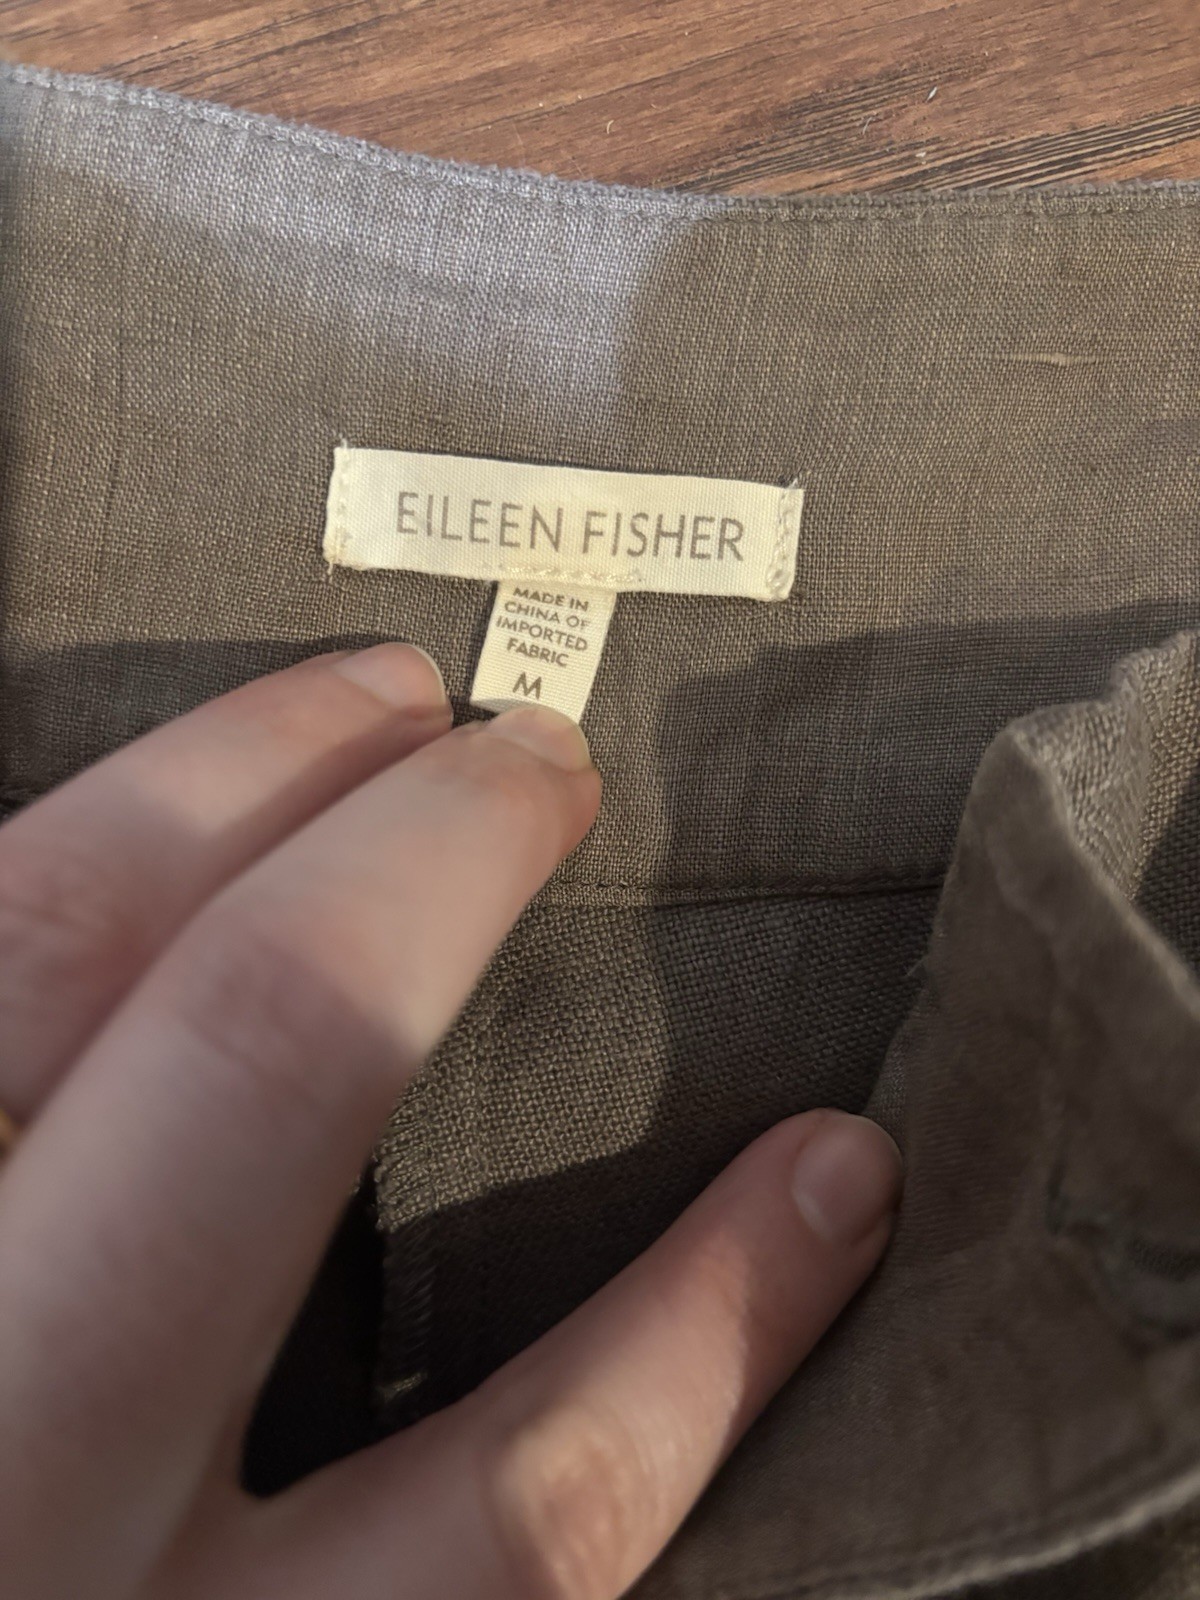 EILEEN FISHER
MADE IN
CHINA OF
IMPORTED
FABRIC
M